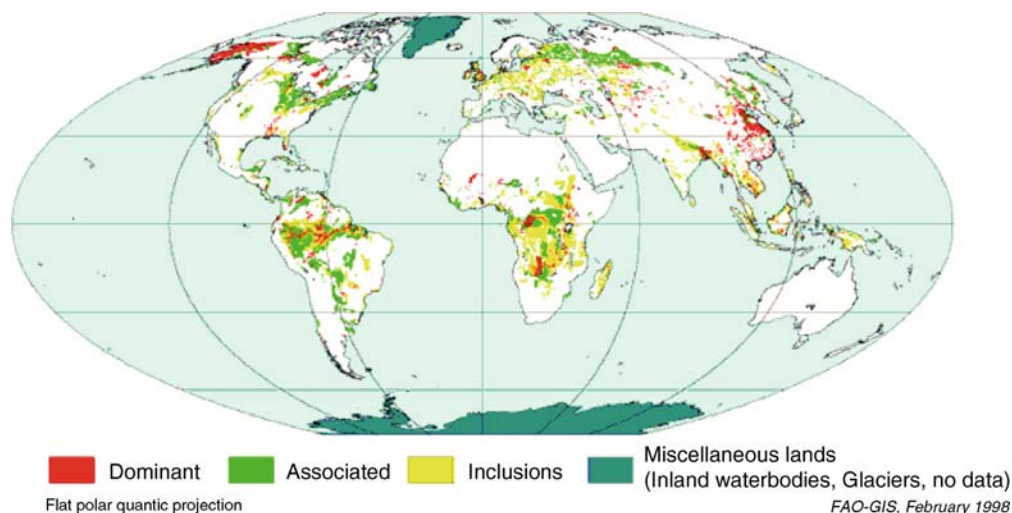 Dominant
Associated
Inclusions
Miscellaneous lands
(Inland waterbodies, Glaciers, no data)
Flat polar quantic projection
FAO-GIS, February 1998